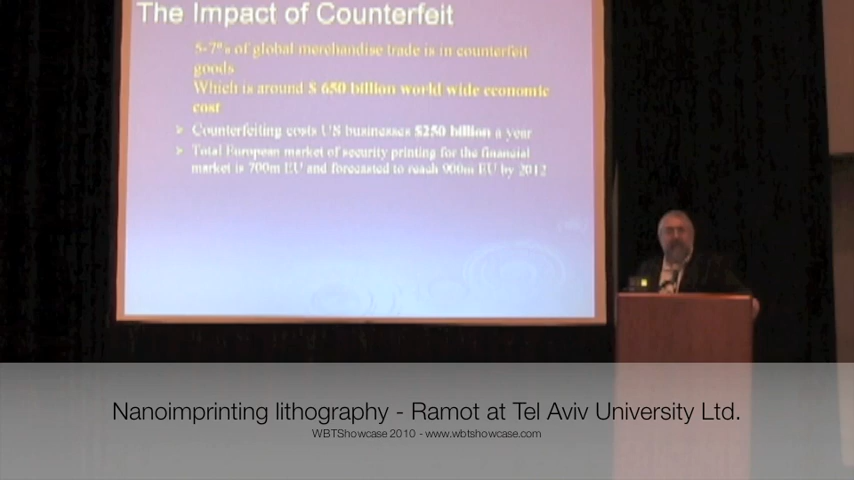 The Impact of Counterfeit
5-7% of global merchandise trade is in counterfeit
goods
Which is around $ 650 billion world wide economic
cost
Counterfeiting costs US businesses $250 billion a year
Total European market of security printing for the financial
market is 700m EU and forecasted to reach 900m EU by 2012
Nanoimprinting lithography - Ramot at Tel Aviv University Ltd.
WBTShowcase 2010 - www.wbtshowcase.com